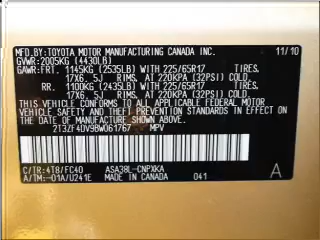 MFD.BY:TOYOTA MOTOR MANUFACTURING CANADA INC. 11/10
GVWR:2005KG (4430LB)
GAWR:FRT. 1145KG (2535LB) WITH 225/65R17 TIRES,
17X6. 5J RIMS, AT 220KPA (32PSI) COLD.
RR. 1100KG (2435LB) WITH 225/65R17 TIRES,
17X6. 5J RIMS, AT 220KPA (32PSI) COLD.
THIS VEHICLE CONFORMS TO ALL APPLICABLE FEDERAL MOTOR
VEHICLE SAFETY AND THEFT PREVENTION STANDARDS IN EFFECT
ON THE DATE OF MANUFACTURE SHOWN ABOVE.
2T3ZF4DV9BW061767 MPV
C/TR:4T8/FC40 ASA38L-CNPXKA
A/TM:-01A/U241E MADE IN CANADA 041 A